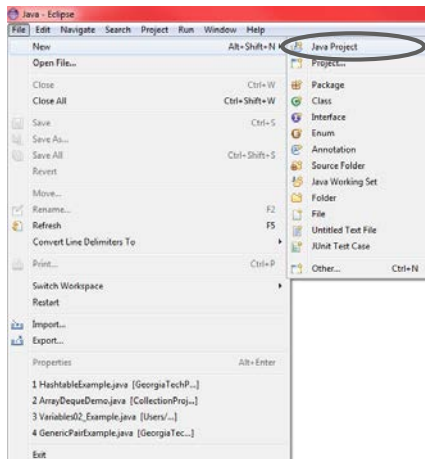 Java - Eclipse
File Edit Navigate Search Project Run Window Help
New Alt+Shift+N
Open File...
Close Ctrl+W
Close All Ctrl+Shift+W
Save Ctrl+S
Save As...
Save All Ctrl+Shift+S
Revert
Move...
Rename... F2
Refresh F5
Convert Line Delimiters To
Print... Ctrl+P
Switch Workspace
Restart
Import...
Export...
Properties Alt+Enter
1 HashtableExample.java [GeorgiaTechP...]
2 ArrayDequeDemo.java [CollectionProj...]
3 Variables02_Example.java [Users/...]
4 GenericPairExample.java [GeorgiaTec...]
Exit
Java Project
Project...
Package
Class
Interface
Enum
Annotation
Source Folder
Java Working Set
Folder
File
Untitled Text File
JUnit Test Case
Other... Ctrl+N